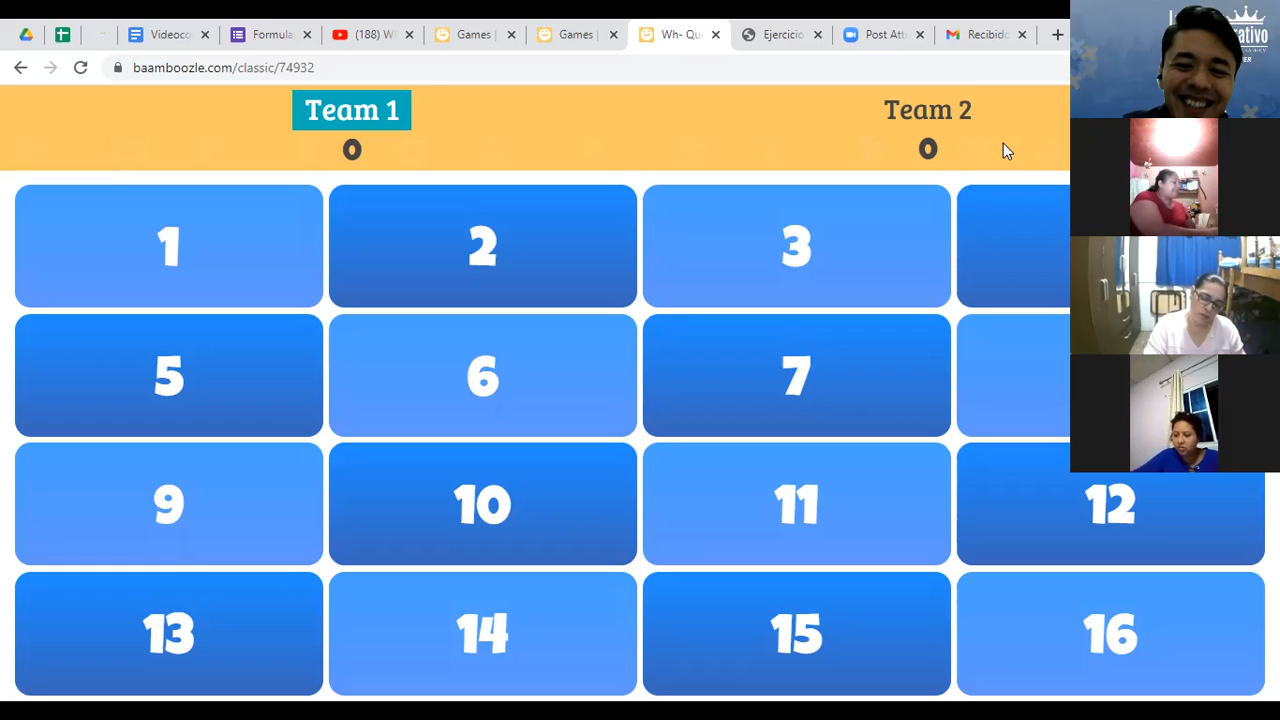 Videoco
Formula
(188) W
Games |
Games |
Wh- Qu
Ejercicio
Post Att
Recibido
baamboozle.com/classic/74932
Team 1
Team 2
0
0
1
2
3
5
6
7
9
10
11
12
13
14
15
16